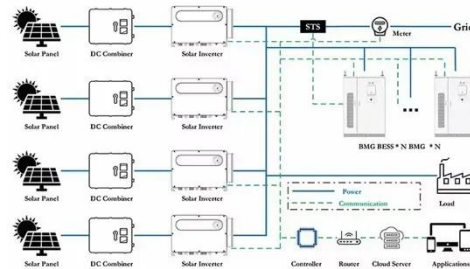 STS
Meter
Grid
Solar Panel DC Combiner Solar Inverter
Solar Panel DC Combiner Solar Inverter
BMG BESS * N BMG * N
Solar Panel DC Combiner Solar Inverter
Power
Communication
Load
Solar Panel DC Combiner Solar Inverter
Controller Router Cloud Server Applications